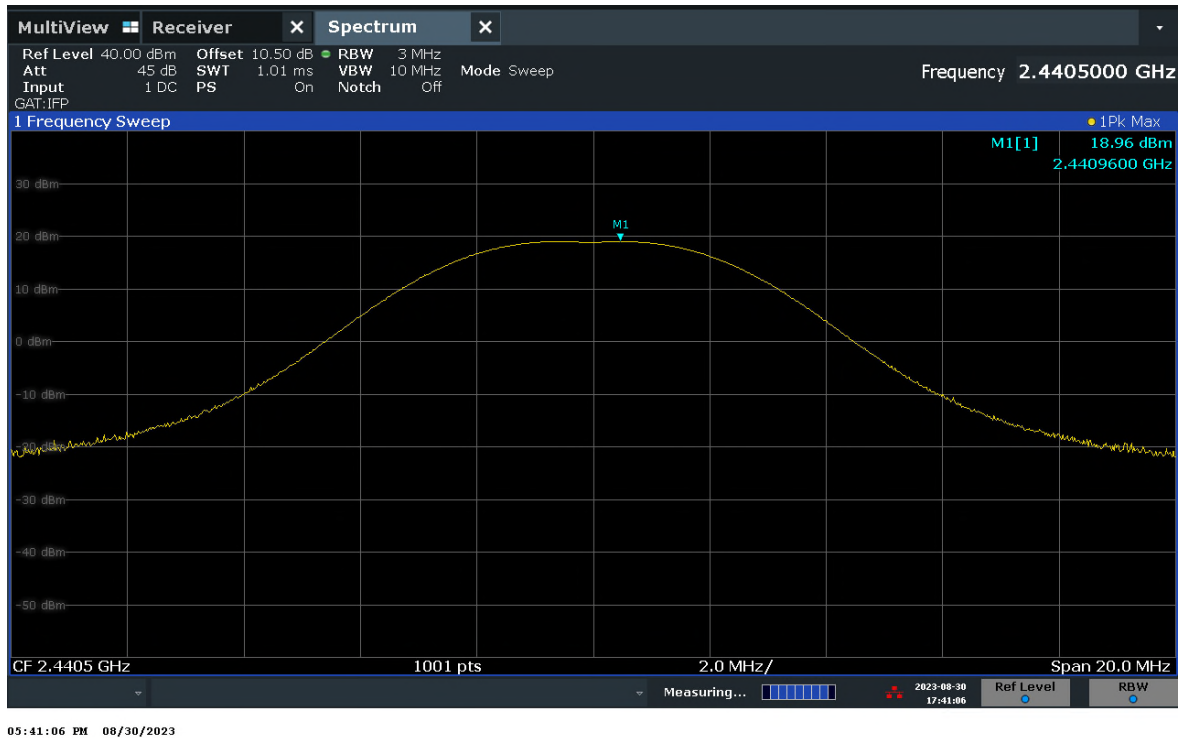 MultiView Receiver X Spectrum X
Ref Level 40.00 dBm Offset 10.50 dB RBW 3 MHz
Att 45 dB SWT 1.01 ms VBW 10 MHz Mode Sweep
Frequency 2.4405000 GHz
Input 1 DC PS On Notch Off
GAT:IFP
1 Frequency Sweep 1Pk Max
M1[1] 18.96 dBm
2.4409600 GHz
30 dBm
M1
20 dBm
10 dBm
0 dBm
-10 dBm
-20 dBm
-30 dBm
-40 dBm
-50 dBm
CF 2.4405 GHz 1001 pts 2.0 MHz/ Span 20.0 MHz
Measuring... 2023-08-30 Ref Level RBW
17:41:06
05:41:06 PM 08/30/2023